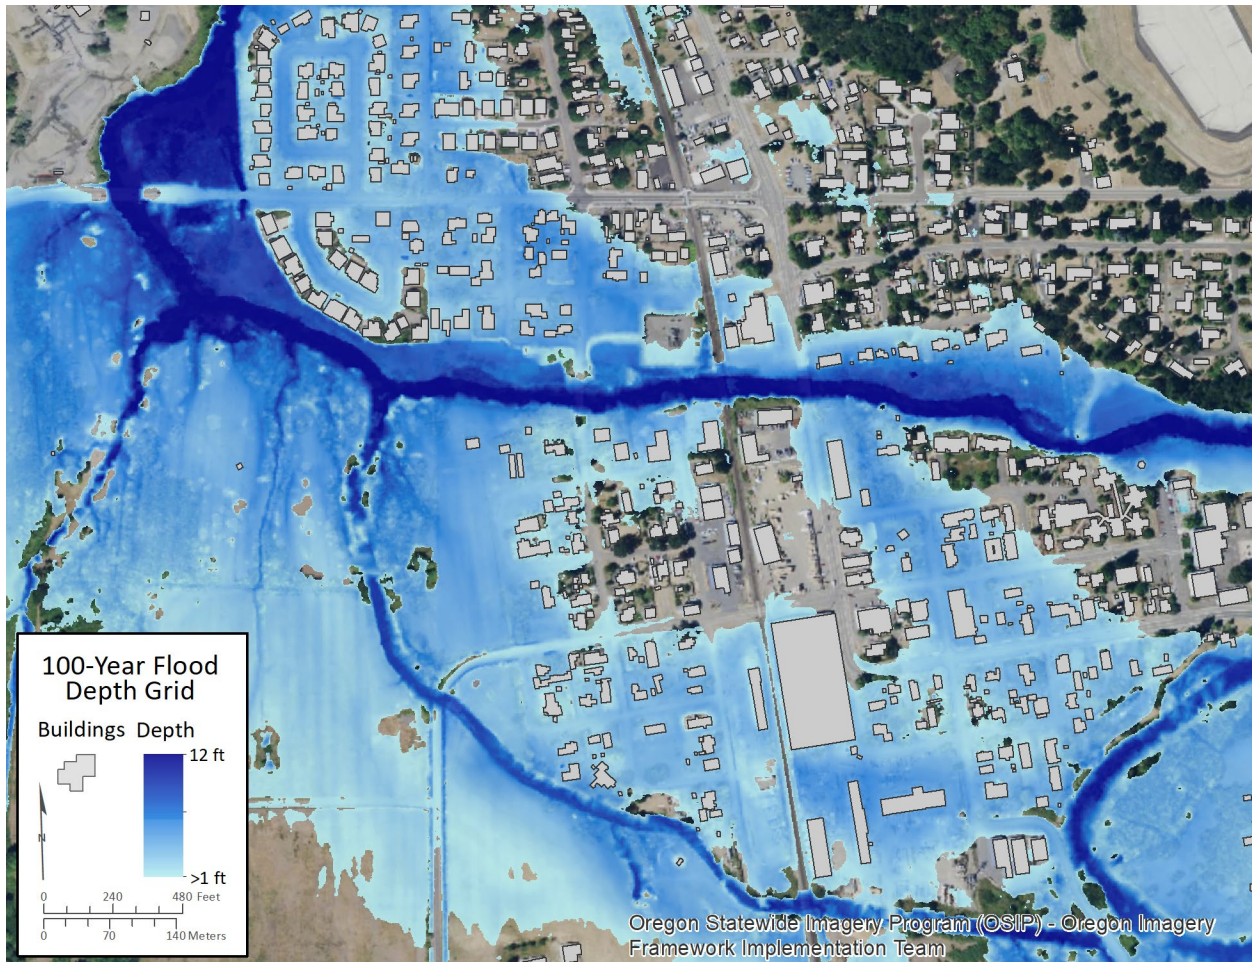 100-Year Flood
Depth Grid
Buildings Depth
12 ft
>1 ft
N
0 240 480 Feet
0 70 140 Meters
Oregon Statewide Imagery Program (OSIP) - Oregon Imagery
Framework Implementation Team